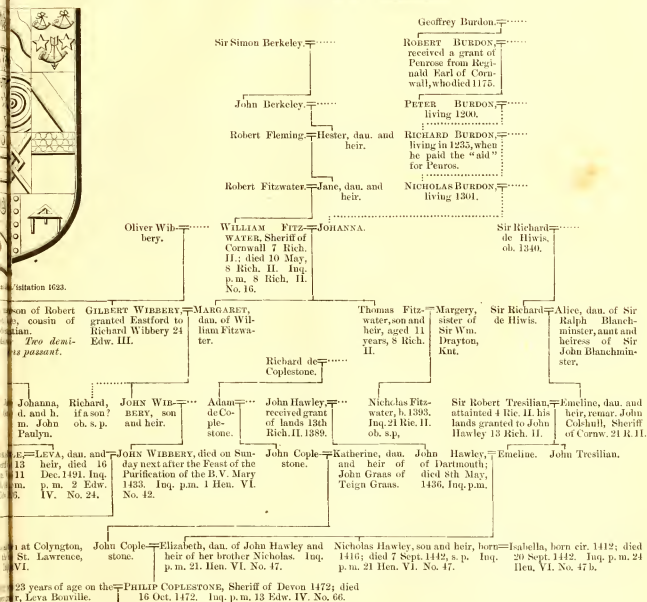 Geoffrey Burdon.
Sir Simon Berkeley.
ROBERT BURDON,
received a grant of
Penrose from Regi-
nald Earl of Corn-
wall, who died 1175.
John Berkeley.
PETER BURDON,
living 1200.
Robert Fleming.
Hester, dau. and
heir.
RICHARD BURDON,
living in 1235, when
he paid the "aid"
for Penros.
Robert Fitzwater.
Jane, dau. and
heir.
NICHOLAS BURDON,
living 1301.
Oliver Wib-
bery.
WILLIAM FITZ-
WATER, Sheriff of
Cornwall 7 Rich.
II.; died 10 May,
8 Rich. II. Inq.
p. m. 8 Rich. II.
No. 16.
JOHANNA.
Sir Richard
de Hiwis,
ob. 1340.
Visitation 1623.
son of Robert
cousin of
Two demi-
passant.
GILBERT WIBBERY,
granted Eastford to
Richard Wibbery 24
Edw. III.
MARGARET,
dau. of Wil-
liam Fitzwa-
ter.
Thomas Fitz-
water, son and
heir, aged 11
years, 8 Rich.
II.
Margery,
sister of
Sir Wm.
Drayton,
Knt.
Sir Richard
de Hiwis.
Alice, dau. of Sir
Ralph Blanch-
minster, aunt and
heiress of Sir
John Blanchmin-
ster.
Richard de
Coplestone.
Johanna,
d. and h.
m. John
Paulyn.
Richard,
if a son?
ob. s. p.
JOHN WIB-
BERY, son
and heir.
Adam
de Co-
ple-
stone.
John Hawley,
received grant
of lands 13th
Rich. II. 1389.
Nicholas Fitz-
water, b. 1393.
Inq. 21 Ric. II.
ob. s.p,
Sir Robert Tresilian,
attainted 4 Ric. II. his
lands granted to John
Hawley 13 Rich. II.
Emeline, dau. and
heir, remar. John
Colshull, Sheriff
of Cornw. 21 R. II.
LEVA, dau. and
heir, died 16
Dec. 1491. Inq.
p. m. 2 Edw.
IV. No. 24.
JOHN WIBBERY, died on Sun-
day next after the Feast of the
Purification of the B.V. Mary
1433. Inq. p.m. 1 Hen. VI.
No. 42.
John Cople-
stone.
Katherine, dau.
and heir of
John Graas of
Teign Graas.
John Hawley,
of Dartmouth;
died 8th May,
1436, Inq. p.m.
Emeline.
John Tresilian.
at Colyngton,
St. Lawrence,
VI.
John Cople-
stone.
Elizabeth, dau. of John Hawley and
heir of her brother Nicholas. Inq.
p. m. 21. Hen. VI. No. 47.
Nicholas Hawley, son and heir, born
1416; died 7 Sept. 1442, s. p. Inq.
p. m. 21 Hen. VI. No. 47.
Isabella, born cir. 1412; died
20 Sept. 1442. Inq. p. m. 24
Hen. VI. No. 47 b.
23 years of age on the
Leva Bouville.
PHILIP COPLESTONE, Sheriff of Devon 1472; died
16 Oct. 1472. Inq. p. m. 13 Edw. IV. No. 66.